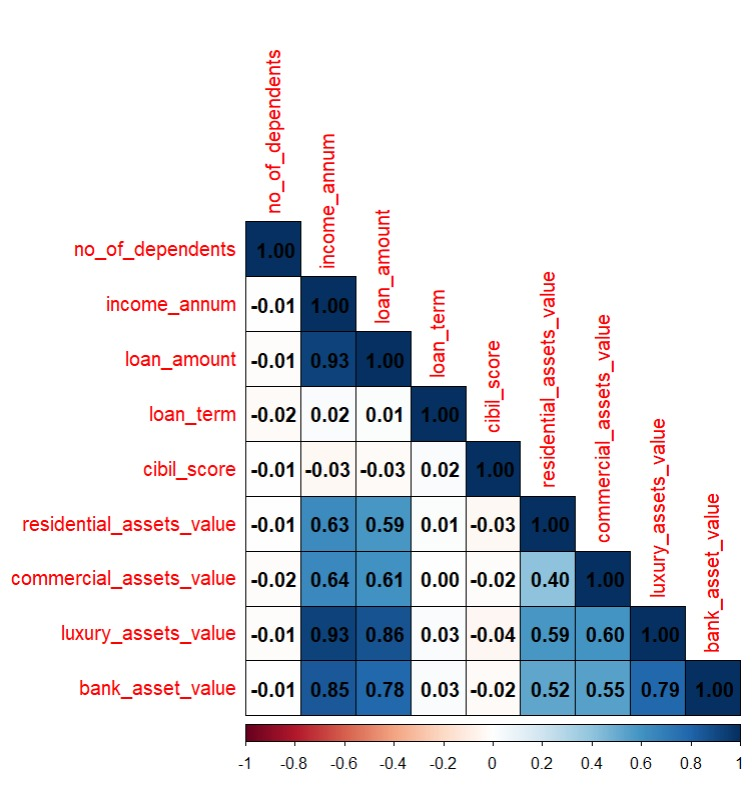 no_of_dependents
income_annum
loan_amount
loan_term
cibil_score
residential_assets_value
commercial_assets_value
luxury_assets_value
bank_asset_value
no_of_dependents 1.00
income_annum -0.01 1.00
loan_amount -0.01 0.93 1.00
loan_term -0.02 0.02 0.01 1.00
cibil_score -0.01 -0.03 -0.03 0.02 1.00
residential_assets_value -0.01 0.63 0.59 0.01 -0.03 1.00
commercial_assets_value -0.02 0.64 0.61 0.00 -0.02 0.40 1.00
luxury_assets_value -0.01 0.93 0.86 0.03 -0.04 0.59 0.60 1.00
bank_asset_value -0.01 0.85 0.78 0.03 -0.02 0.52 0.55 0.79 1.00
-1 -0.8 -0.6 -0.4 -0.2 0 0.2 0.4 0.6 0.8 1